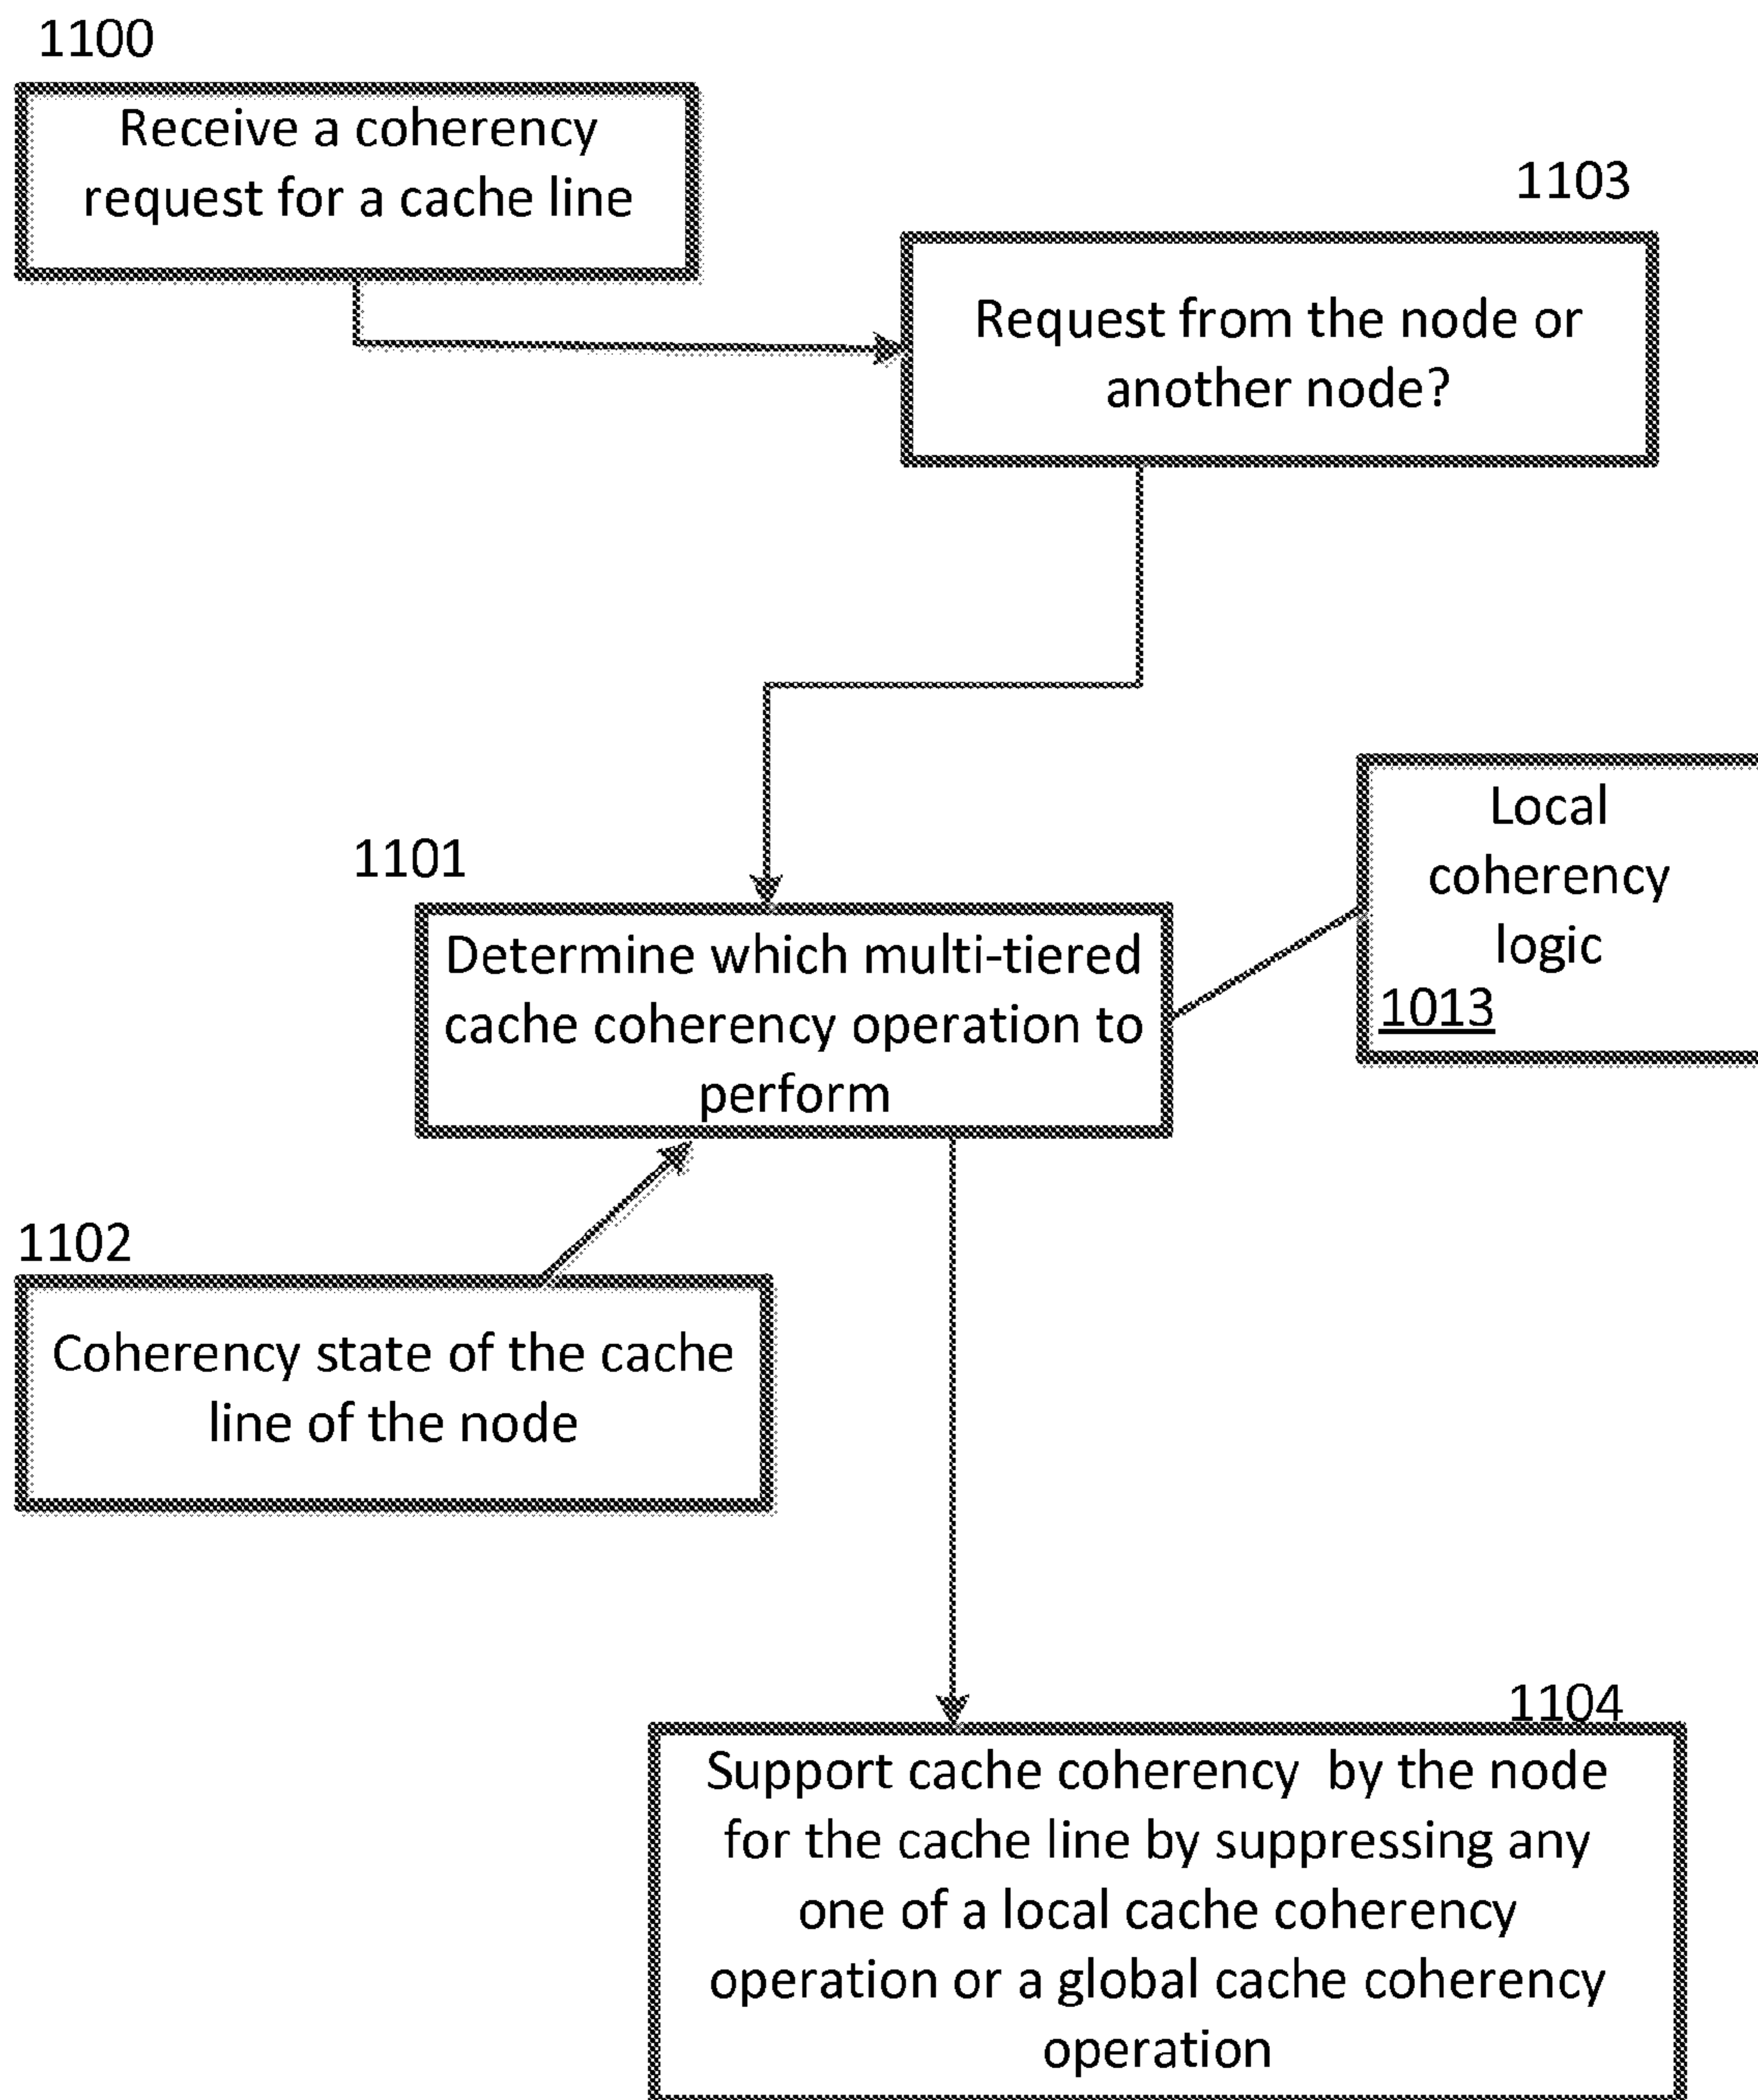 1100
Receive a coherency
request for a cache line
1103
Request from the node or
another node?
Local
coherency
logic
1013
1101
Determine which multi-tiered
cache coherency operation to
perform
1102
Coherency state of the cache
line of the node
1104
Support cache coherency by the node
for the cache line by suppressing any
one of a local cache coherency
operation or a global cache coherency
operation